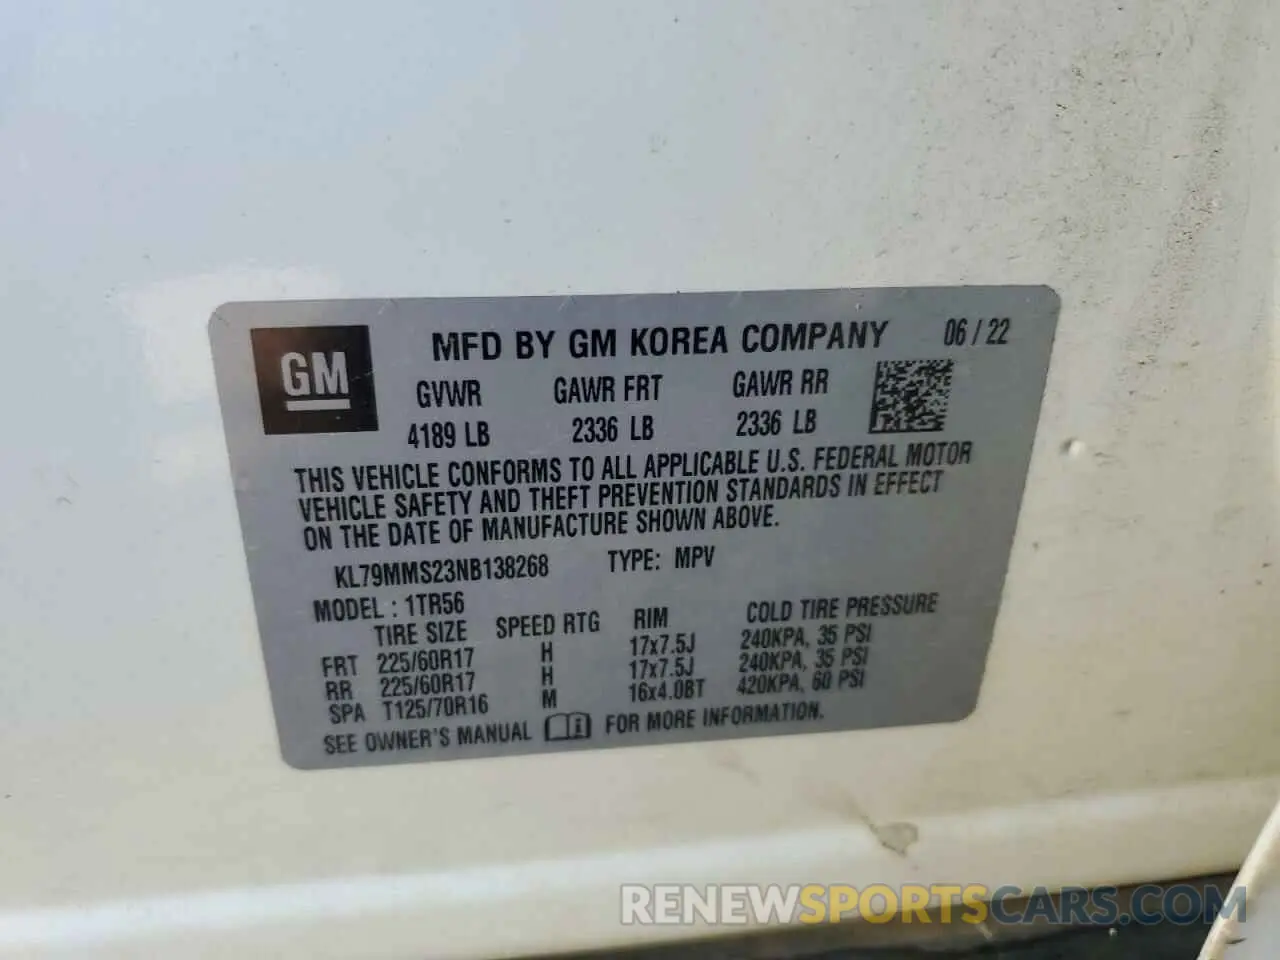 GM
MFD BY GM KOREA COMPANY 06 / 22
GVWR GAWR FRT GAWR RR
4189 LB 2336 LB 2336 LB
THIS VEHICLE CONFORMS TO ALL APPLICABLE U.S. FEDERAL MOTOR
VEHICLE SAFETY AND THEFT PREVENTION STANDARDS IN EFFECT
ON THE DATE OF MANUFACTURE SHOWN ABOVE.
KL79MMS23NB138268 TYPE: MPV
MODEL : 1TR56
TIRE SIZE SPEED RTG RIM COLD TIRE PRESSURE
FRT 225/60R17 H 17x7.5J 240KPA, 35 PSI
RR 225/60R17 H 17x7.5J 240KPA, 35 PSI
SPA T125/70R16 M 16x4.0BT 420KPA, 60 PSI
SEE OWNER'S MANUAL i FOR MORE INFORMATION.
RENEWSPORTSCARS.COM